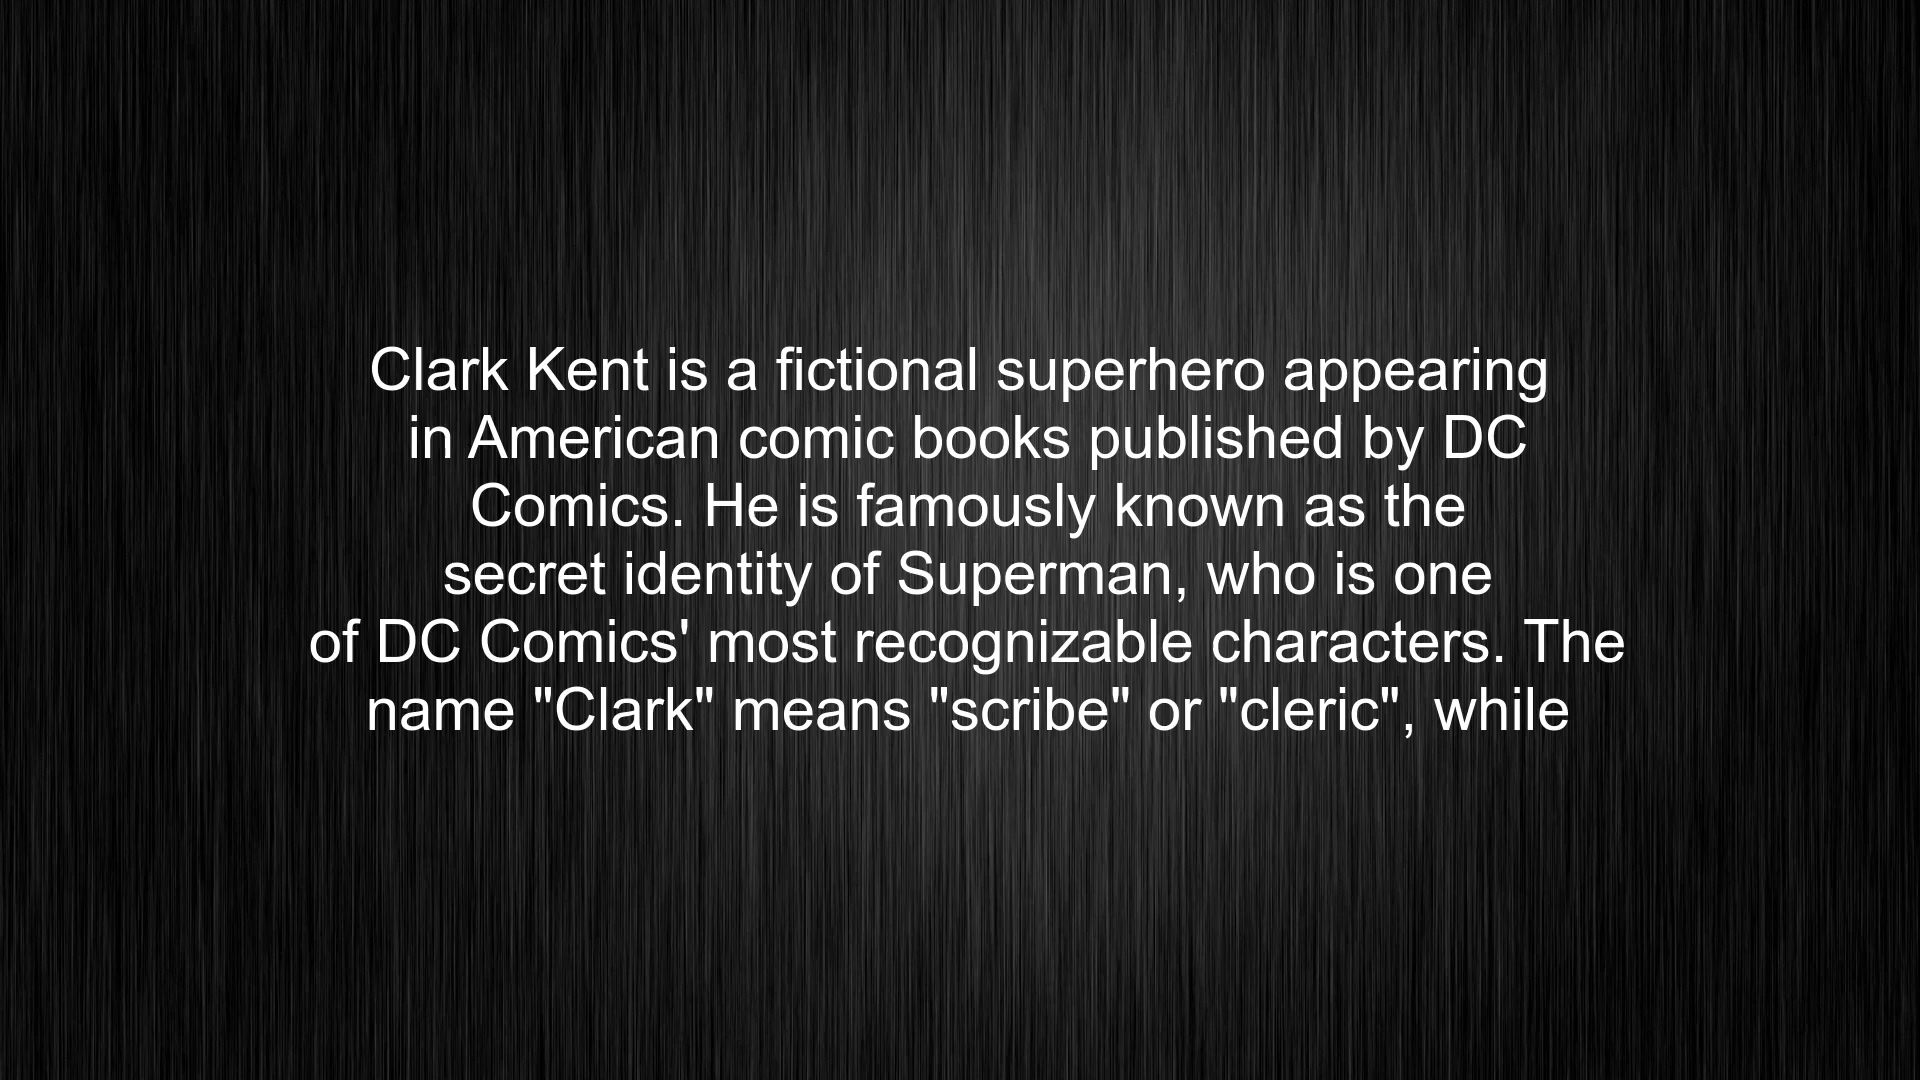 Clark Kent is a fictional superhero appearing
in American comic books published by DC
Comics. He is famously known as the
secret identity of Superman, who is one
of DC Comics' most recognizable characters. The
name "Clark" means "scribe" or "cleric", while